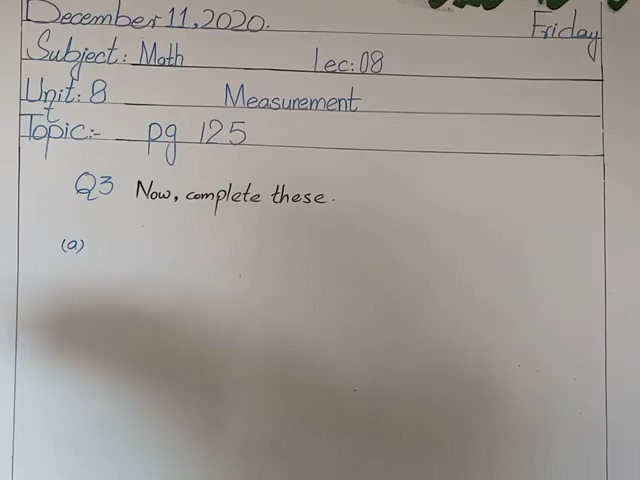 December 11, 2020. Friday
Subject: Math lec: 08
Unit: 8 Measurement
Topic:- pg 125
Q3 Now, complete these.
(a)